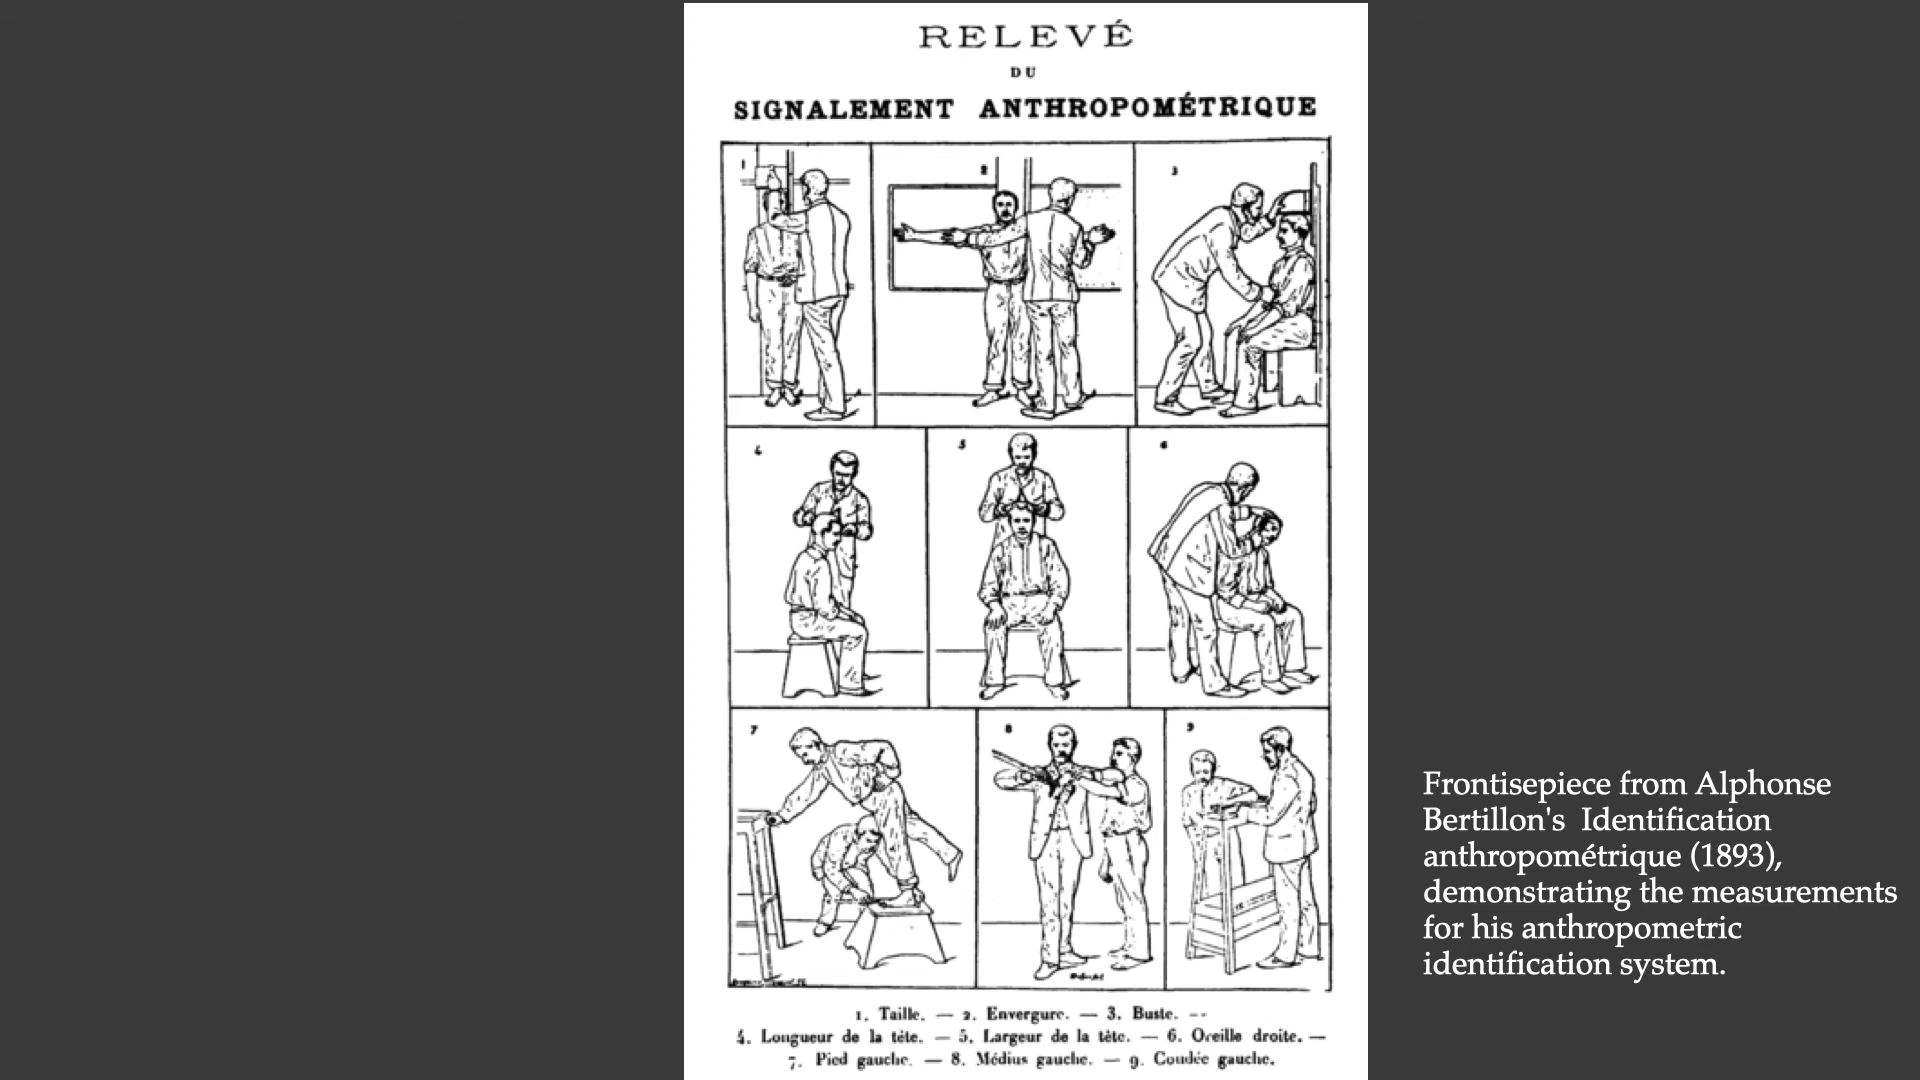 RELEVÉ
DU
SIGNALEMENT ANTHROPOMÉTRIQUE
1
2
3
4
5
6
7
8
9
1. Taille. — 2. Envergure. — 3. Buste. --
4. Longueur de la tête. — 5. Largeur de la tête. — 6. Oreille droite. —
7. Pied gauche. — 8. Médius gauche. — 9. Coudée gauche.
Frontisepiece from Alphonse
Bertillon's Identification
anthropométrique (1893),
demonstrating the measurements
for his anthropometric
identification system.